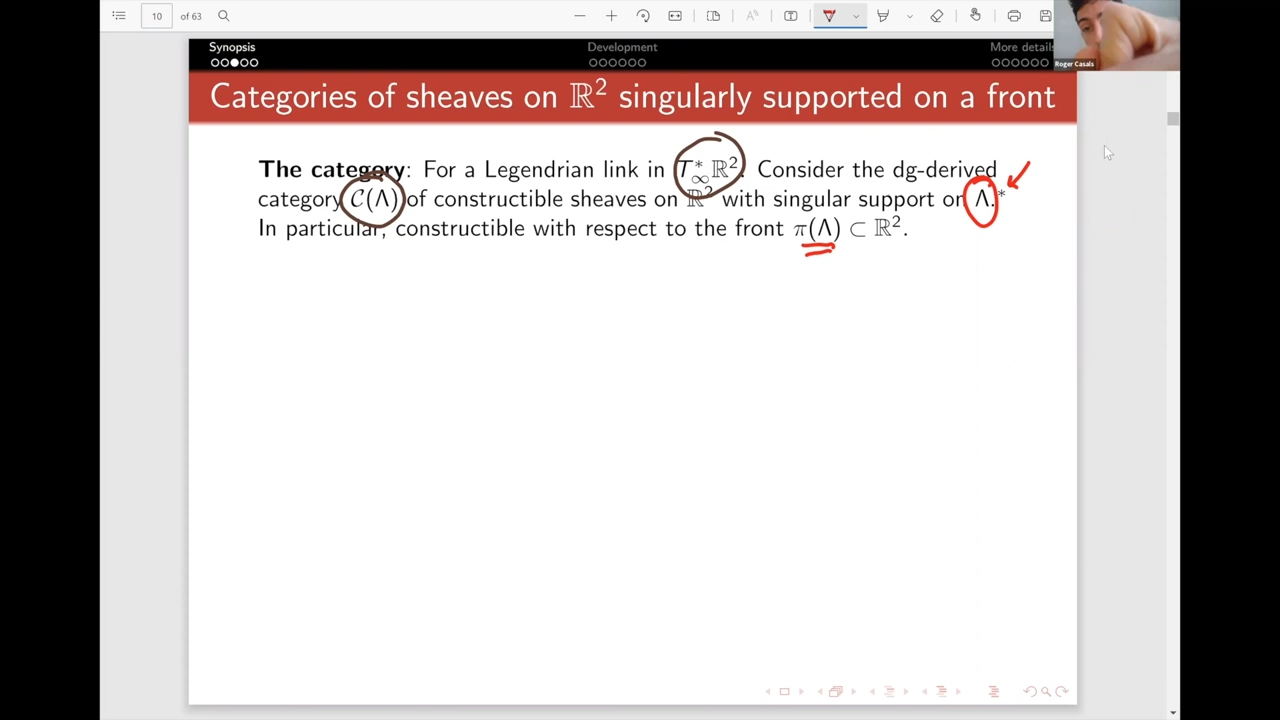 10 of 63
Synopsis Development More details
Roger Casals
Categories of sheaves on ℝ² singularly supported on a front
The category: For a Legendrian link in T*∞ℝ². Consider the dg-derived
category 𝒞(Λ) of constructible sheaves on ℝ² with singular support on Λ.*
In particular, constructible with respect to the front π(Λ) ⊂ ℝ².